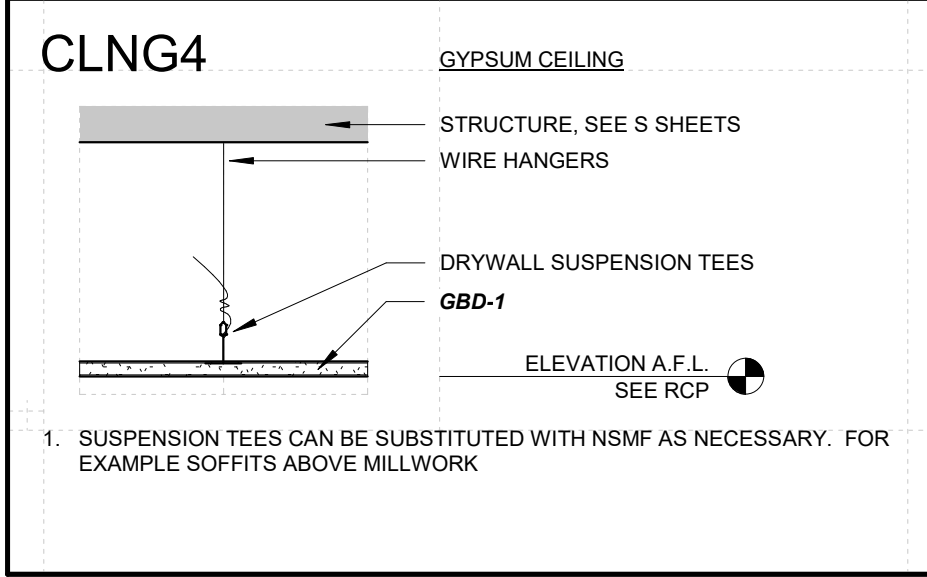 CLNG4
GYPSUM CEILING
STRUCTURE, SEE S SHEETS
WIRE HANGERS
DRYWALL SUSPENSION TEES
GBD-1
ELEVATION A.F.L.
SEE RCP
1. SUSPENSION TEES CAN BE SUBSTITUTED WITH NSMF AS NECESSARY. FOR
EXAMPLE SOFFITS ABOVE MILLWORK